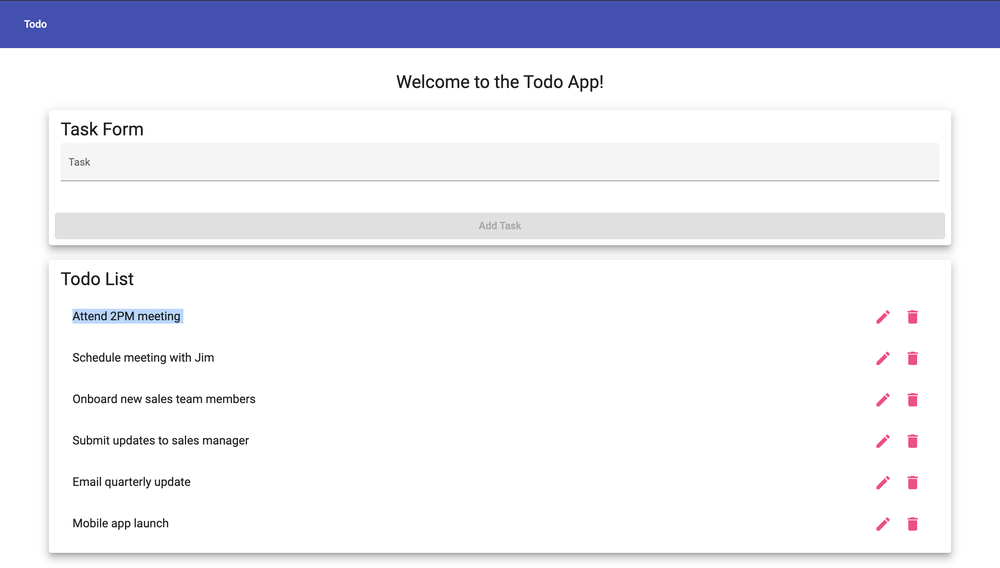 Todo
Welcome to the Todo App!
Task Form
Task
Add Task
Todo List
Attend 2PM meeting
Schedule meeting with Jim
Onboard new sales team members
Submit updates to sales manager
Email quarterly update
Mobile app launch